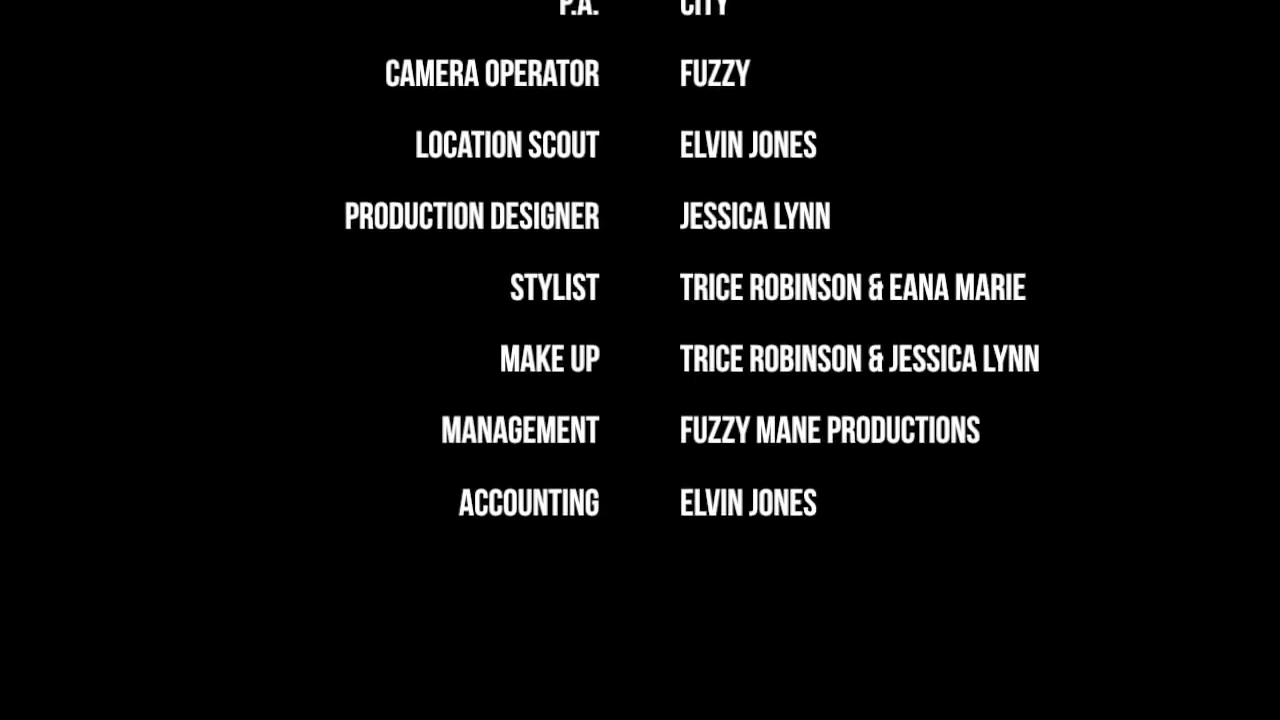 P.A. CITY
CAMERA OPERATOR FUZZY
LOCATION SCOUT ELVIN JONES
PRODUCTION DESIGNER JESSICA LYNN
STYLIST TRICE ROBINSON & EANA MARIE
MAKE UP TRICE ROBINSON & JESSICA LYNN
MANAGEMENT FUZZY MANE PRODUCTIONS
ACCOUNTING ELVIN JONES